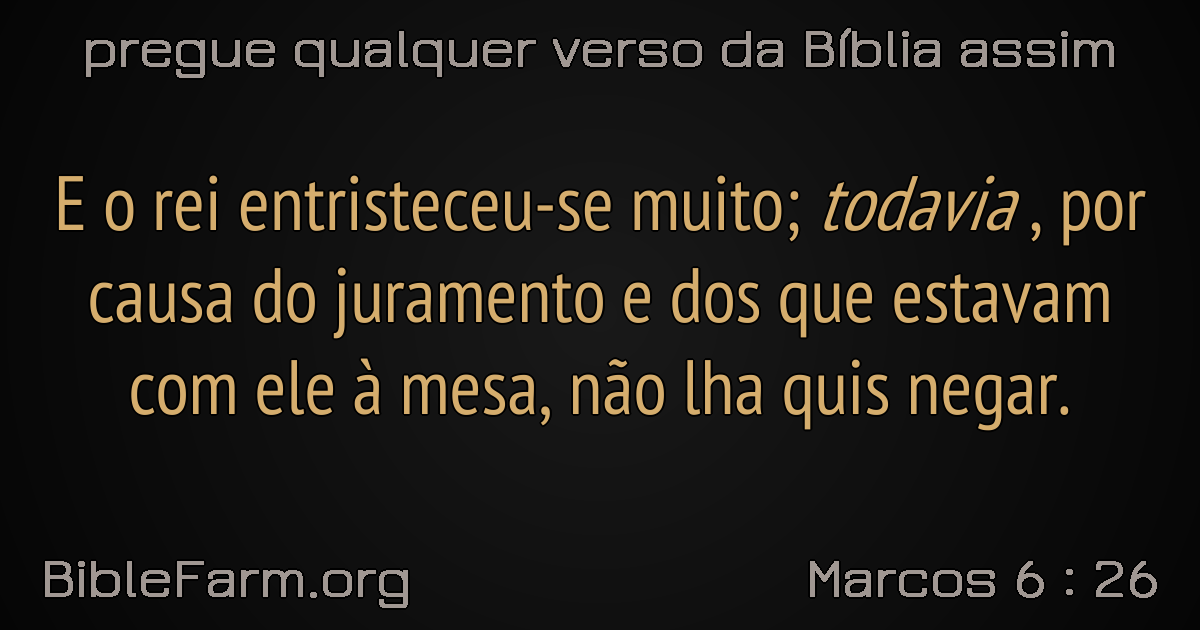 pregue qualquer verso da Bíblia assim
E o rei entristeceu-se muito; todavia , por
causa do juramento e dos que estavam
com ele à mesa, não lha quis negar.
BibleFarm.org
Marcos 6 : 26